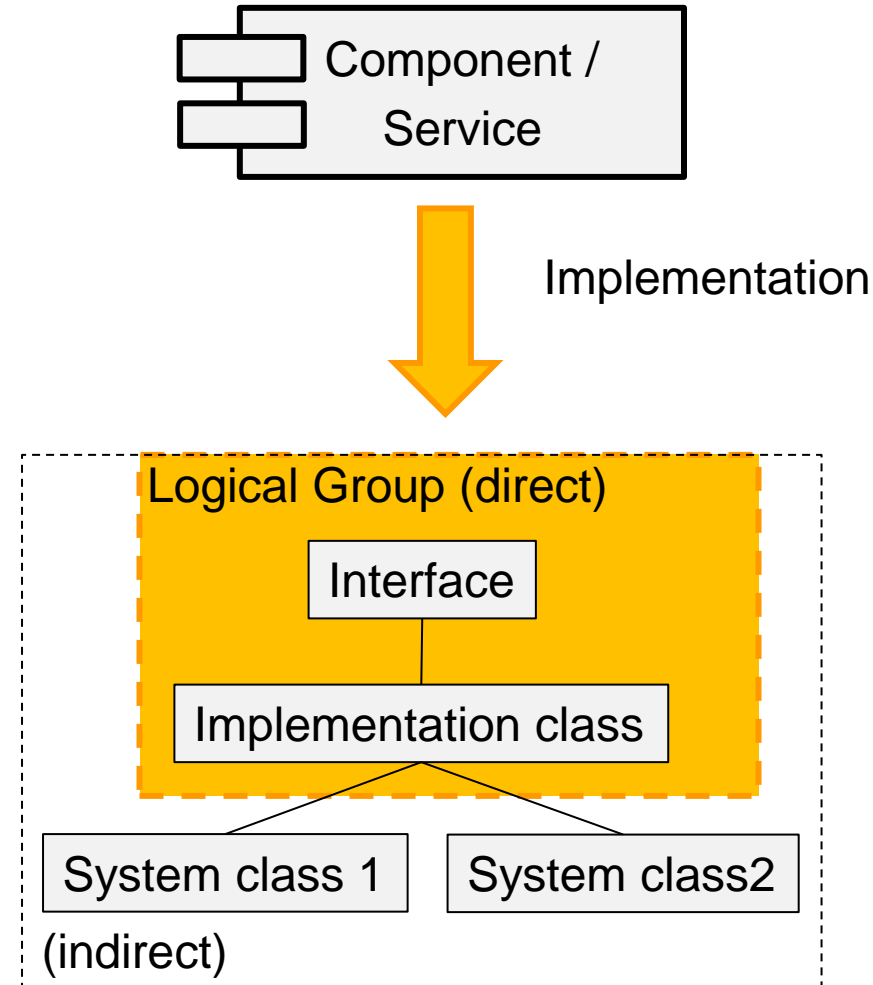 Component /
Service
Implementation
Logical Group (direct)
Interface
Implementation class
System class 1
System class2
(indirect)